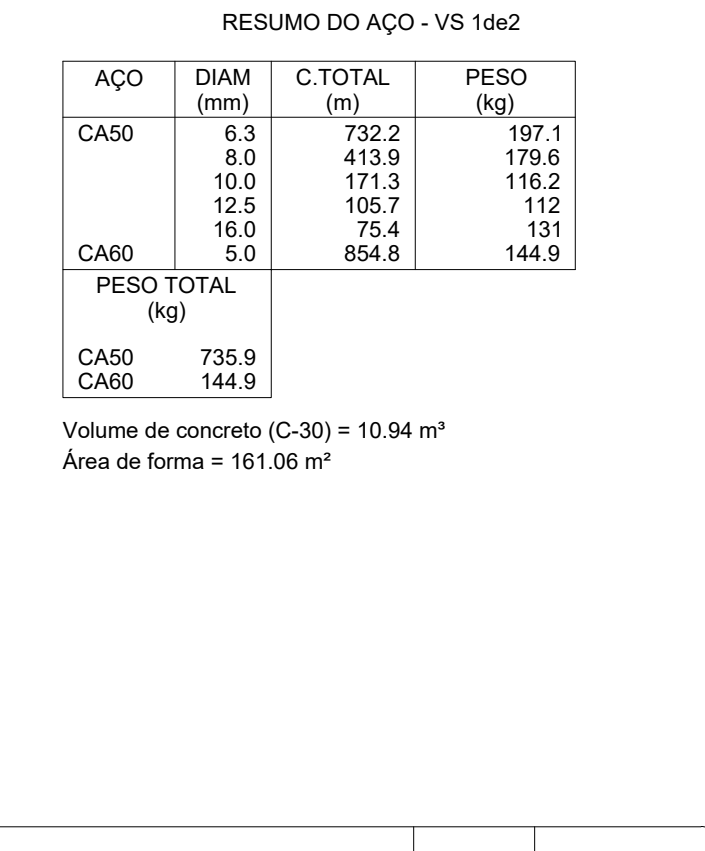 RESUMO DO AÇO - VS 1de2
AÇO DIAM C.TOTAL PESO
(mm) (m) (kg)
CA50 6.3 732.2 197.1
8.0 413.9 179.6
10.0 171.3 116.2
12.5 105.7 112
16.0 75.4 131
CA60 5.0 854.8 144.9
PESO TOTAL
(kg)
CA50 735.9
CA60 144.9
Volume de concreto (C-30) = 10.94 m³
Área de forma = 161.06 m²